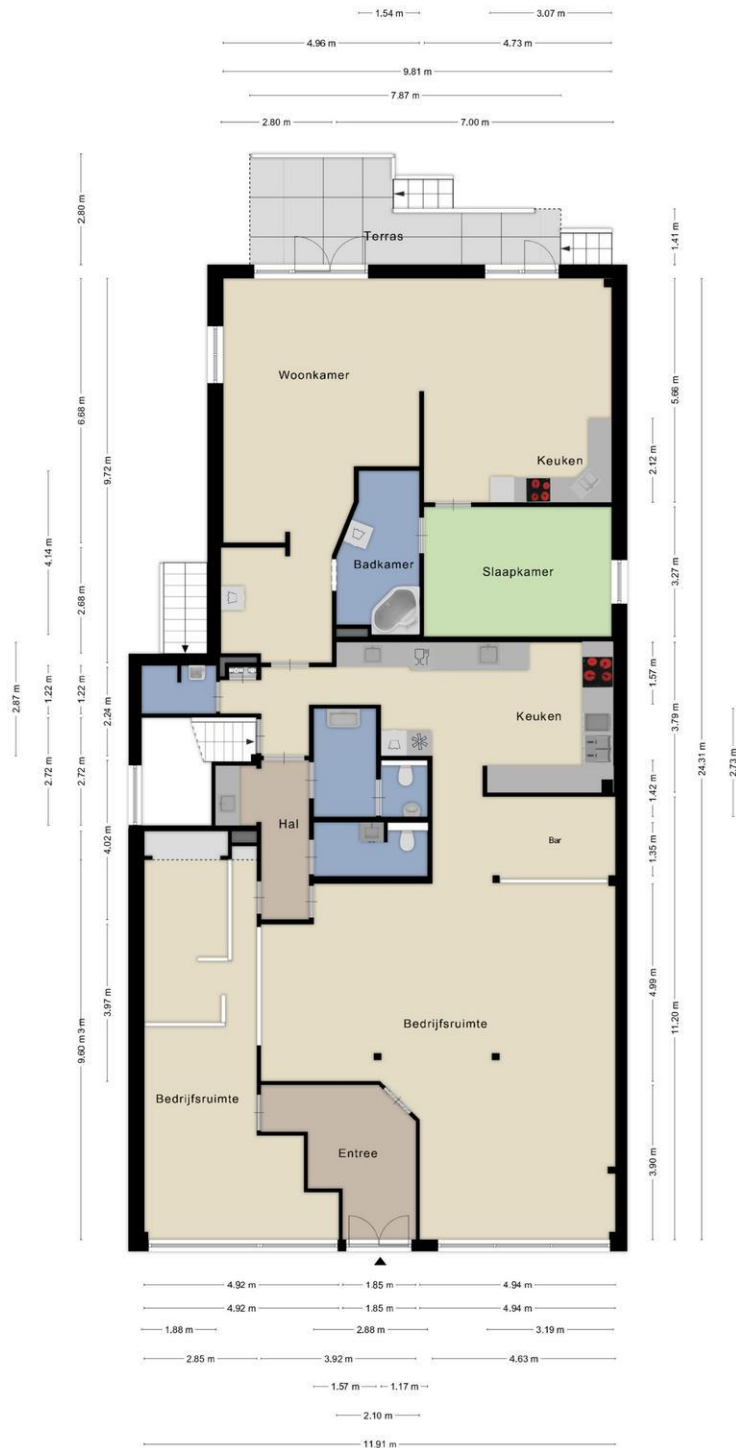 1.54 m
3.07 m
4.96 m
4.73 m
9.81 m
7.87 m
2.80 m
7.00 m
2.80 m
1.41 m
Terras
Woonkamer
Keuken
Badkamer
Slaapkamer
Keuken
Hal
Bar
Bedrijfsruimte
Bedrijfsruimte
Entree
6.68 m
9.72 m
4.14 m
2.68 m
2.87 m
1.22 m
1.22 m
2.24 m
2.72 m
2.72 m
4.02 m
3.97 m
9.60 m
3 m
5.66 m
2.12 m
3.27 m
1.57 m
3.79 m
24.31 m
2.73 m
1.42 m
1.35 m
4.99 m
11.20 m
3.90 m
4.92 m
1.85 m
4.94 m
4.92 m
1.85 m
4.94 m
1.88 m
2.88 m
3.19 m
2.85 m
3.92 m
4.63 m
1.57 m
1.17 m
2.10 m
11.91 m